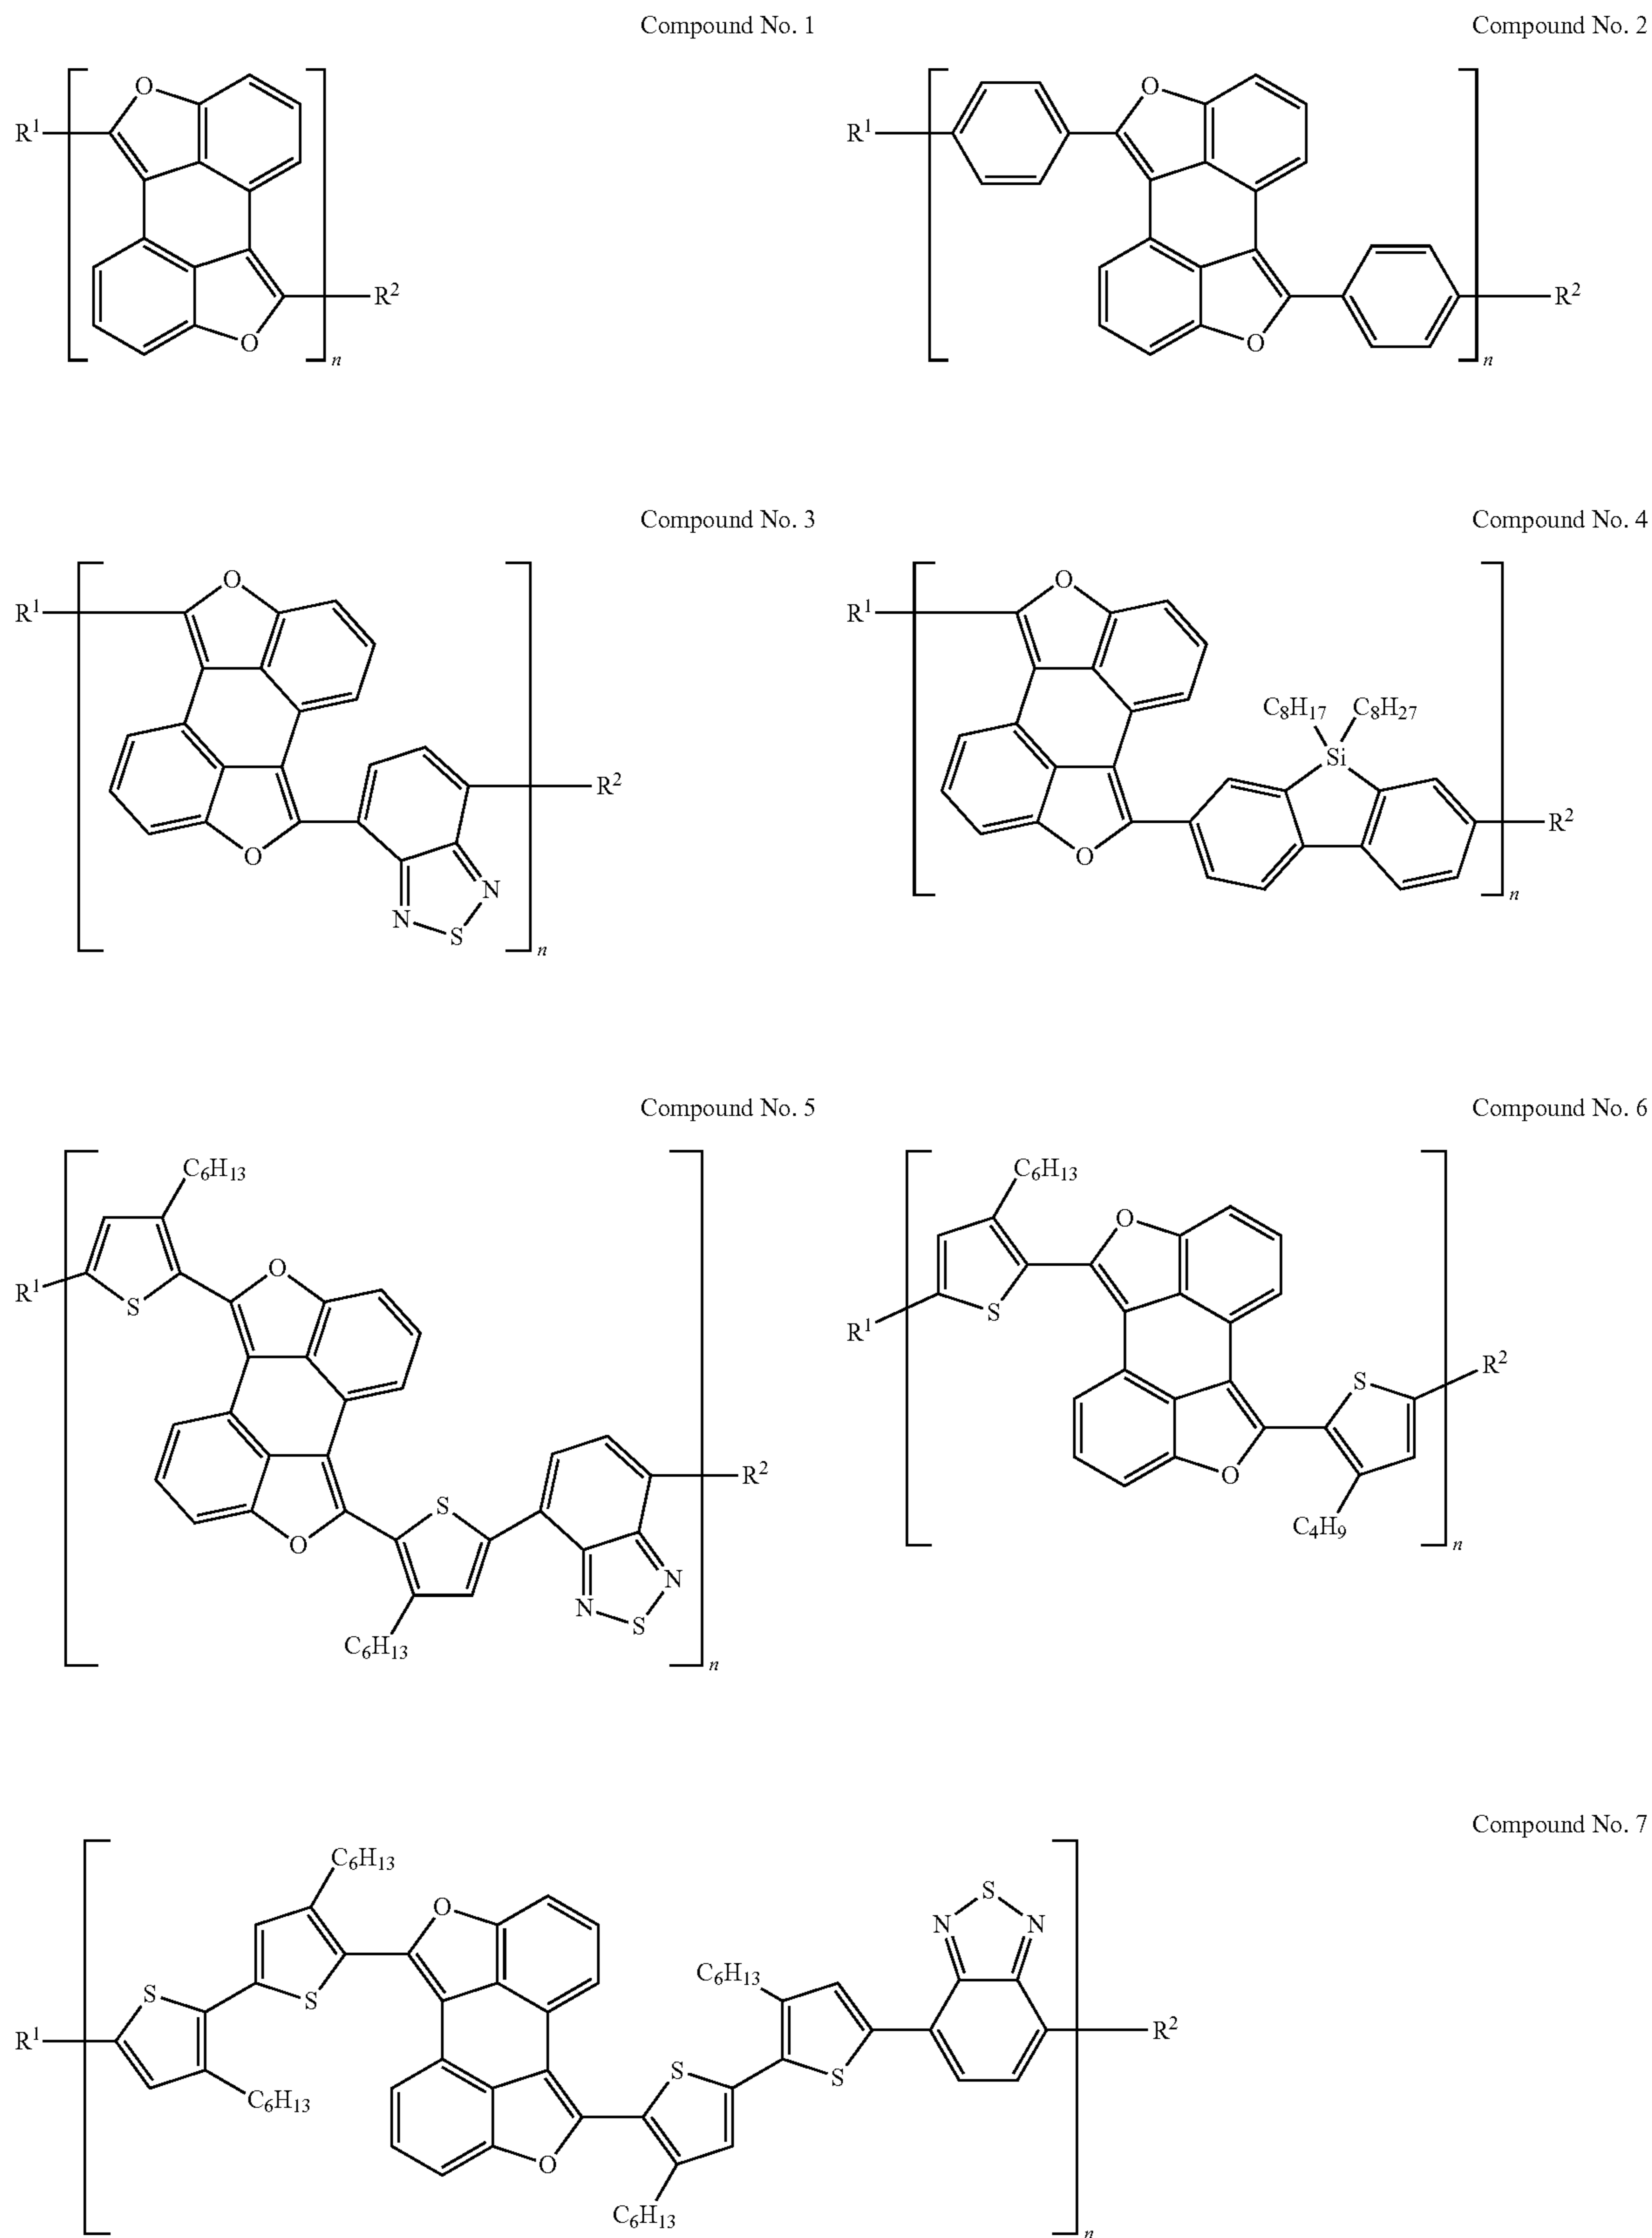 Compound No. 1
Compound No. 2
O
R¹
R²
O
n
O
R¹
R²
O
n
Compound No. 3
Compound No. 4
O
R¹
R²
O
N
N
S
n
O
R¹
C₈H₁₇ C₈H₂₇
Si
R²
O
n
Compound No. 5
Compound No. 6
C₆H₁₃
O
R¹
S
R²
S
O
N
N
S
C₆H₁₃
n
C₆H₁₃
O
S
R¹
R²
S
O
C₄H₉
n
Compound No. 7
C₆H₁₃
S
O
N
N
C₆H₁₃
S
S
R¹
R²
S
S
C₆H₁₃
O
C₆H₁₃
n